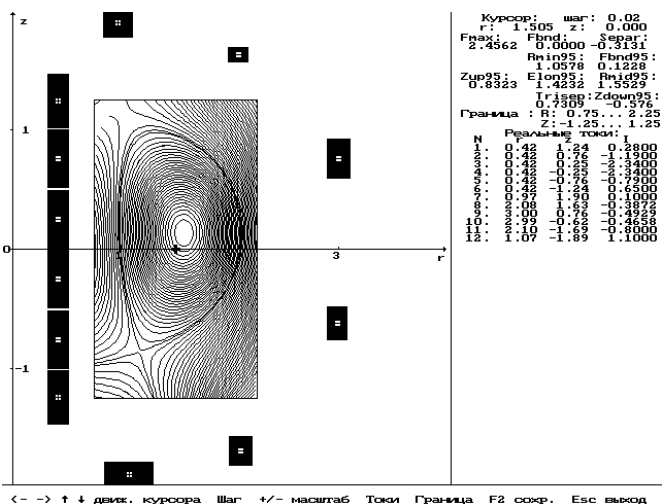 z
Курсор: шаг: 0.02
r: 1.505 z: 0.000
Fмах: Fbnd: Separ:
2.4562 0.0000 -0.3131
Rmin95: Fbnd95:
1.0578 0.1228
Zup95: Elon95: Rmid95:
0.8323 1.4232 1.5529
Trisep: Zdown95:
0.7309 -0.576
Граница : R: 0.75... 2.25
Z:-1.25... 1.25
Реальные токи:
N r z I
1. 0.42 1.24 0.2800
2. 0.42 0.76 -1.1900
3. 0.42 0.25 -2.3400
4. 0.42 -0.25 -2.3400
5. 0.42 -0.76 -0.7900
6. 0.42 -1.24 0.6500
7. 0.97 1.90 0.1000
8. 2.08 1.63 -0.3872
9. 3.00 0.76 -0.4929
10. 2.99 -0.62 -0.4658
11. 2.10 -1.69 -0.8000
12. 1.07 -1.89 1.1000
1
0 1 3 r
-1
<- -> ↑ ↓ движ. курсора Шаг +/- масштаб Токи Граница F2 сохр. Esc выход